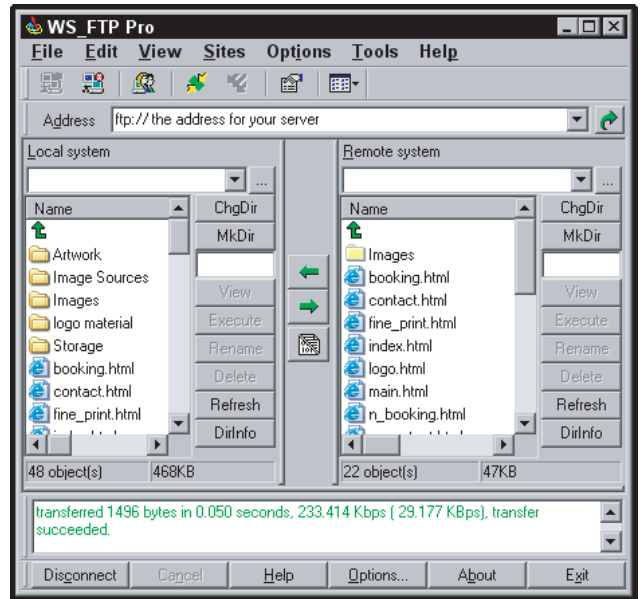 WS_FTP Pro
File Edit View Sites Options Tools Help
Address ftp:// the address for your server
Local system
Name
ChgDir
MkDir
Artwork
Image Sources
Images
logo material
Storage
booking.html
contact.html
fine_print.html
View
Execute
Rename
Delete
Refresh
DirInfo
48 object(s) 468KB
Remote system
...
Name
ChgDir
MkDir
Images
booking.html
contact.html
fine_print.html
index.html
logo.html
main.html
n_booking.html
View
Execute
Rename
Delete
Refresh
DirInfo
22 object(s) 47KB
transferred 1496 bytes in 0.050 seconds, 233.414 Kbps ( 29.177 KBps), transfer
succeeded.
Disconnect Cancel Help Options... About Exit